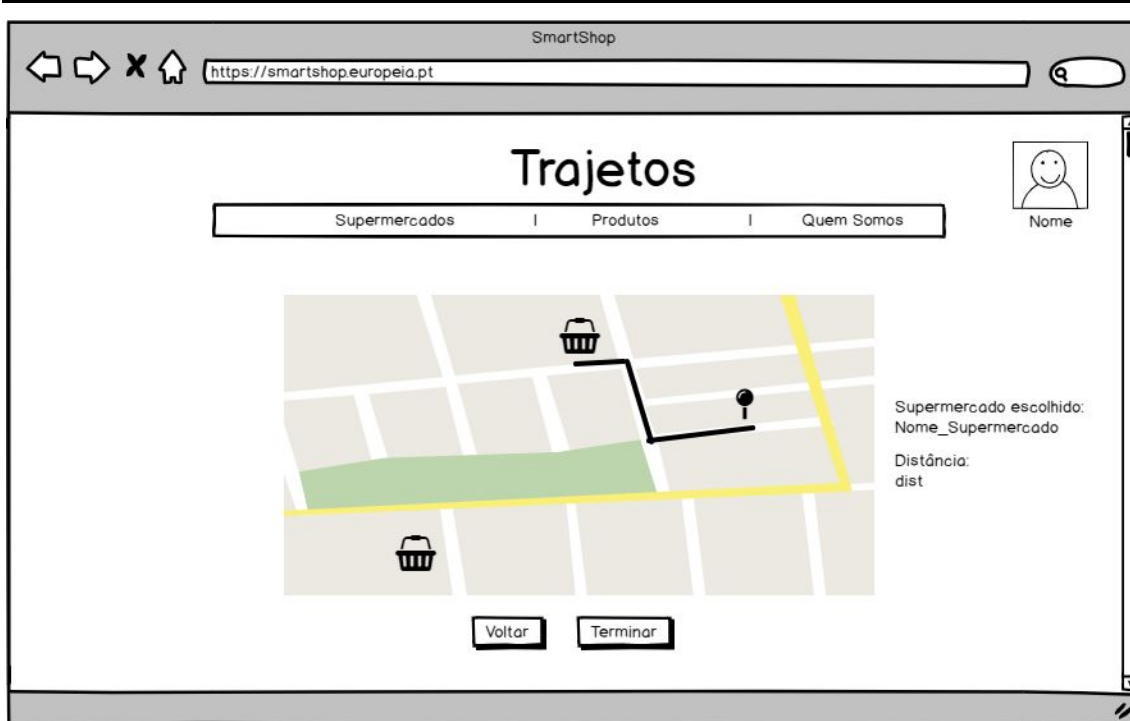 SmartShop
https://smartshop.europeia.pt
Trajetos
Nome
Supermercados | Produtos | Quem Somos
Supermercado escolhido:
Nome_Supermercado
Distância:
dist
Voltar
Terminar